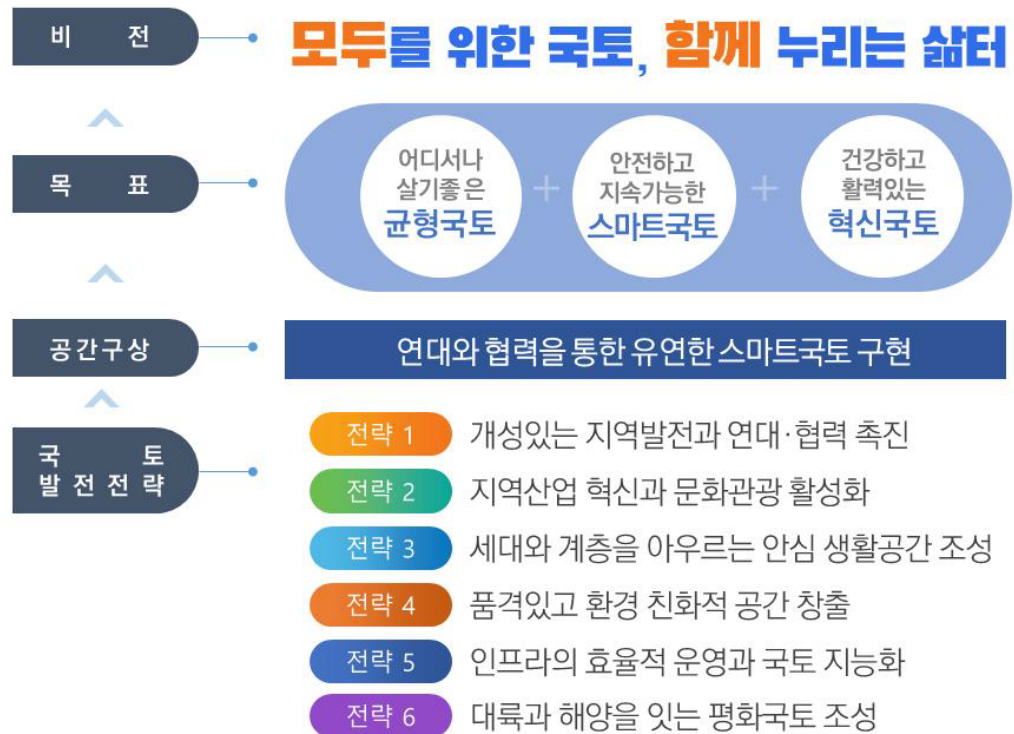 비 전
모두를 위한 국토, 함께 누리는 삶터
목 표
어디서나
살기좋은
균형국토
+
안전하고
지속가능한
스마트국토
+
건강하고
활력있는
혁신국토
공간구상
연대와 협력을 통한 유연한 스마트국토 구현
국 토
발 전 전 략
전략 1 개성있는 지역발전과 연대·협력 촉진
전략 2 지역산업 혁신과 문화관광 활성화
전략 3 세대와 계층을 아우르는 안심 생활공간 조성
전략 4 품격있고 환경 친화적 공간 창출
전략 5 인프라의 효율적 운영과 국토 지능화
전략 6 대륙과 해양을 잇는 평화국토 조성